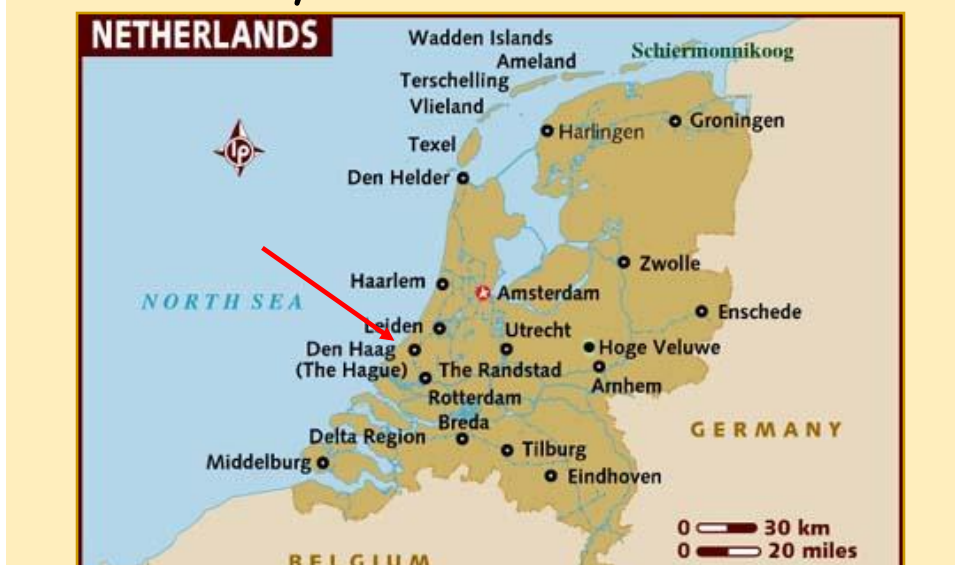 NETHERLANDS
Wadden Islands
Ameland
Schiermonnikoog
Terschelling
Vlieland
Texel
Harlingen
Groningen
lp
Den Helder
Zwolle
Haarlem
Amsterdam
NORTH SEA
Enschede
Leiden
Utrecht
Den Haag
(The Hague)
Hoge Veluwe
The Randstad
Arnhem
Rotterdam
Breda
Delta Region
GERMANY
Tilburg
Middelburg
Eindhoven
0 30 km
0 20 miles
BELGIUM